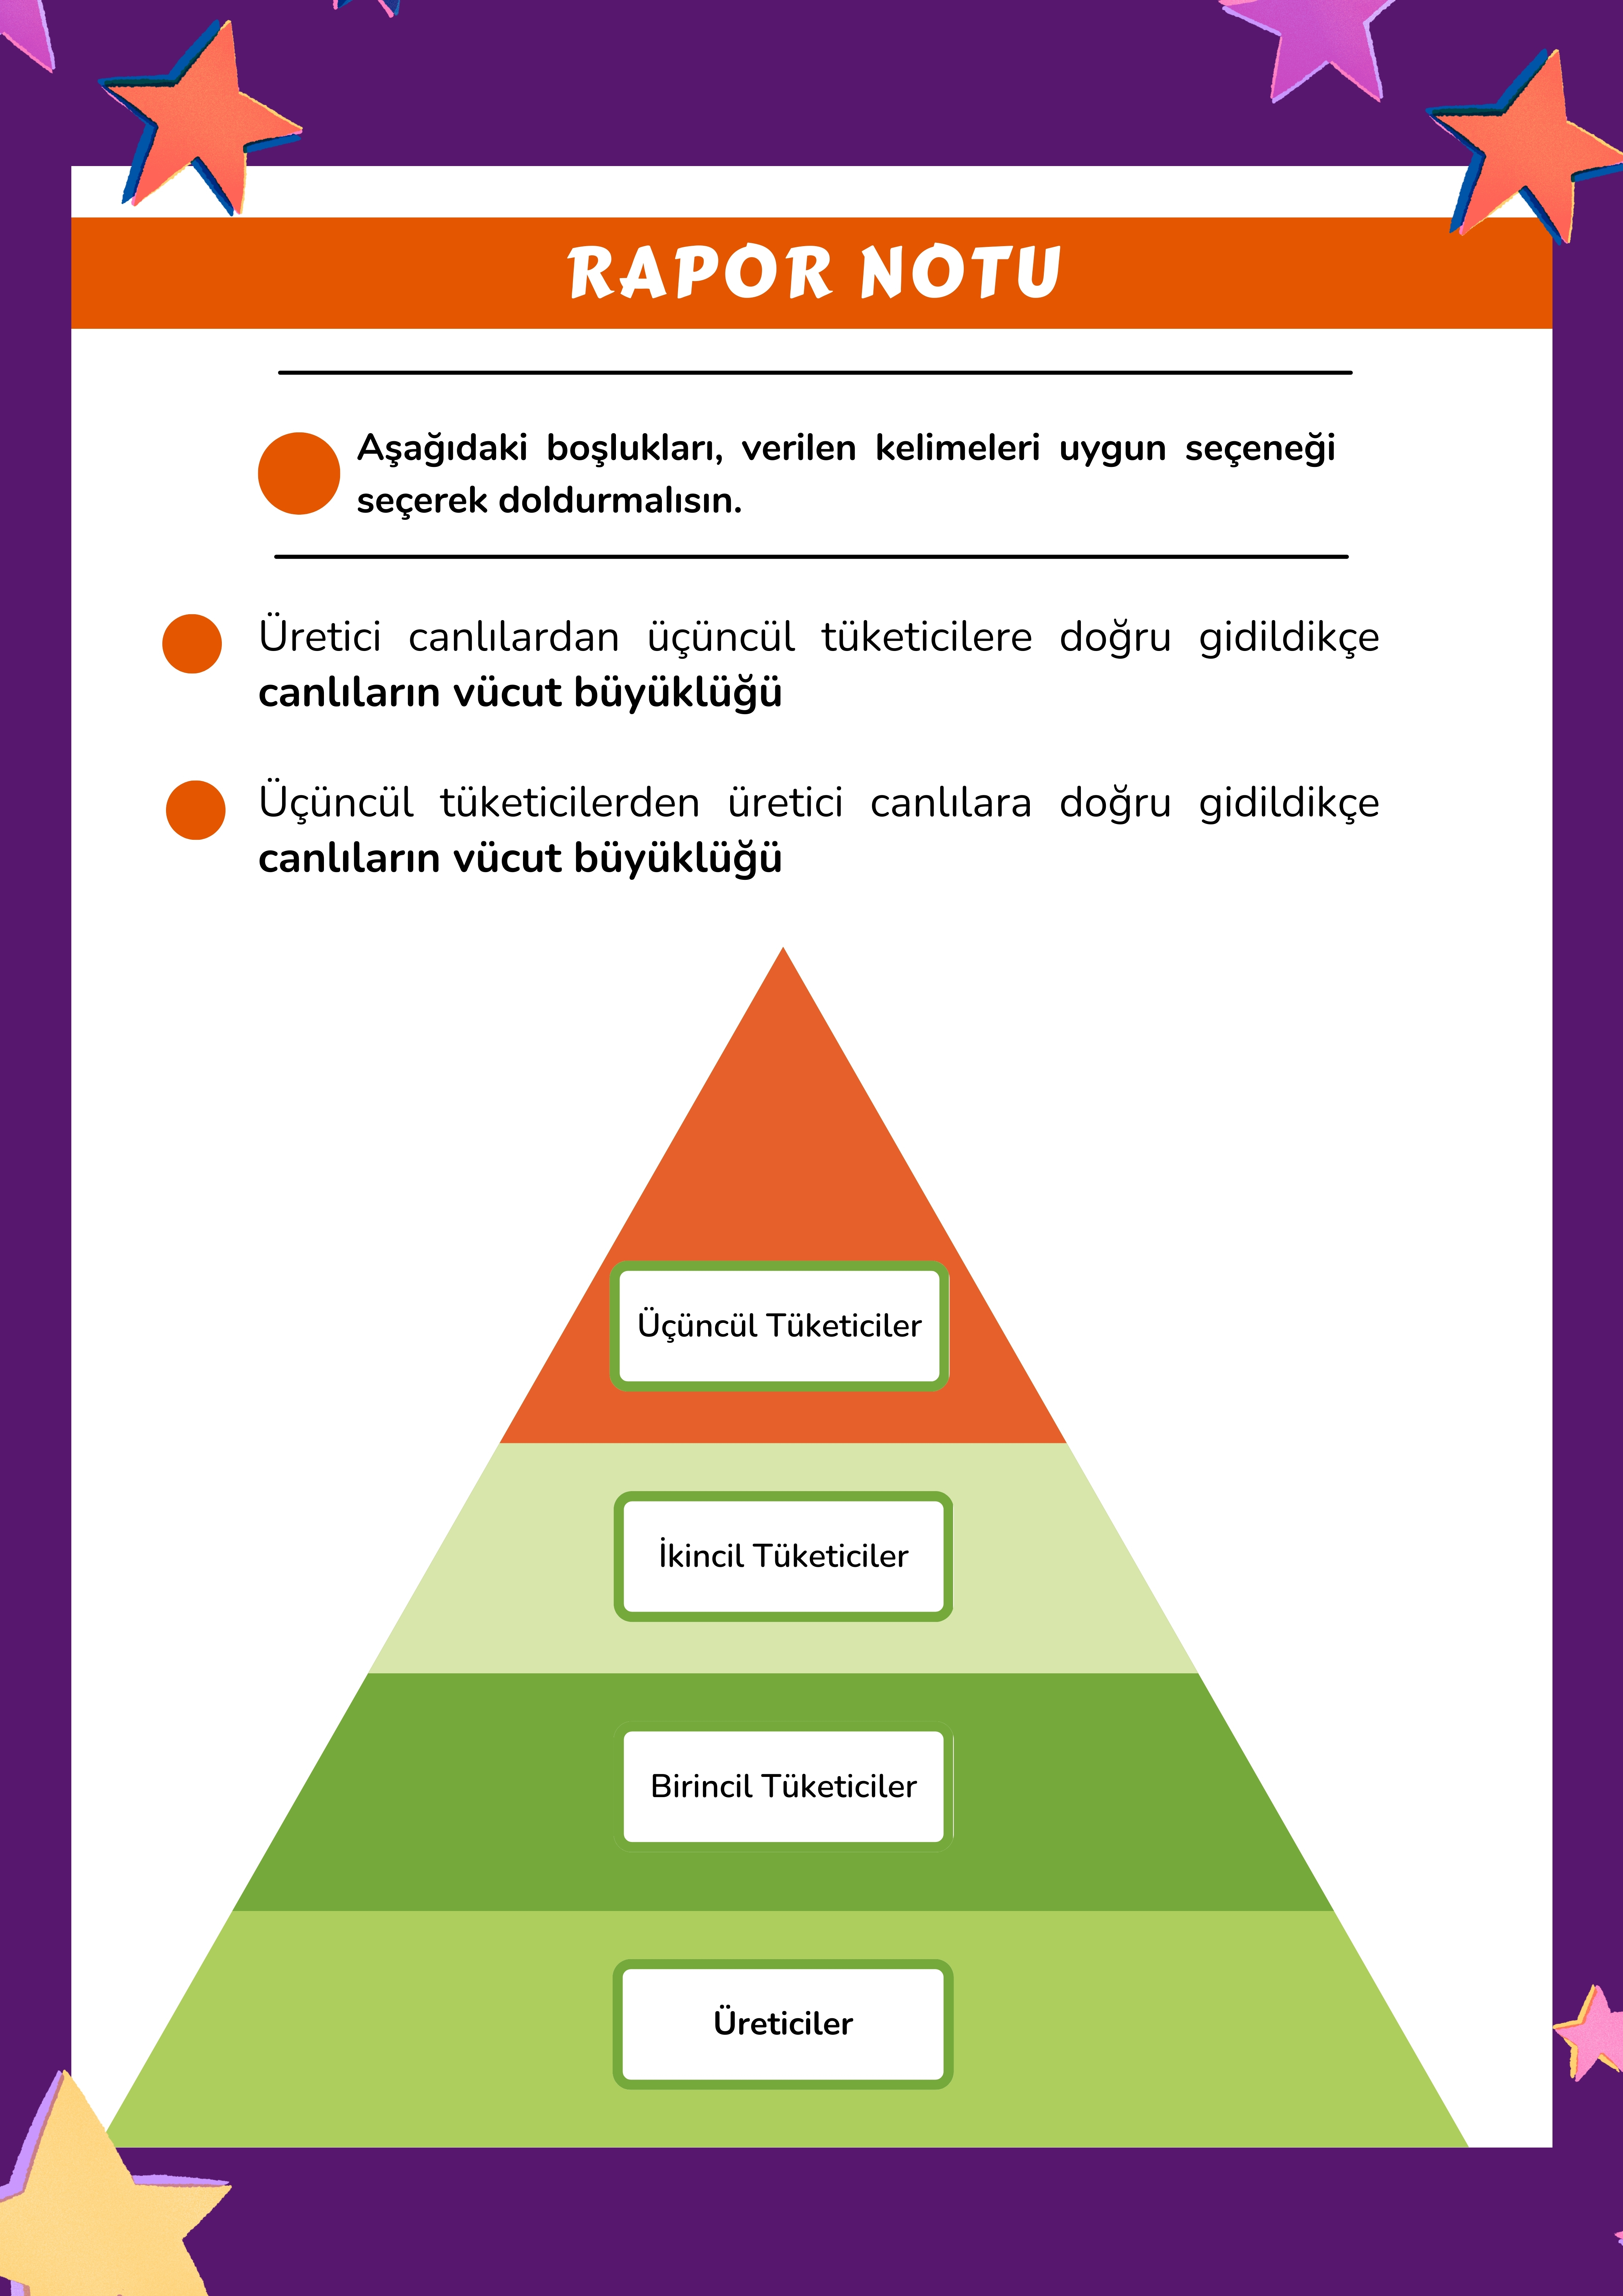 RAPOR NOTU
Aşağıdaki boşlukları, verilen kelimeleri uygun seçeneği
seçerek doldurmalısın.
Üretici canlılardan üçüncül tüketicilere doğru gidildikçe
canlıların vücut büyüklüğü
Üçüncül tüketicilerden üretici canlılara doğru gidildikçe
canlıların vücut büyüklüğü
Üçüncül Tüketiciler
İkincil Tüketiciler
Birincil Tüketiciler
Üreticiler